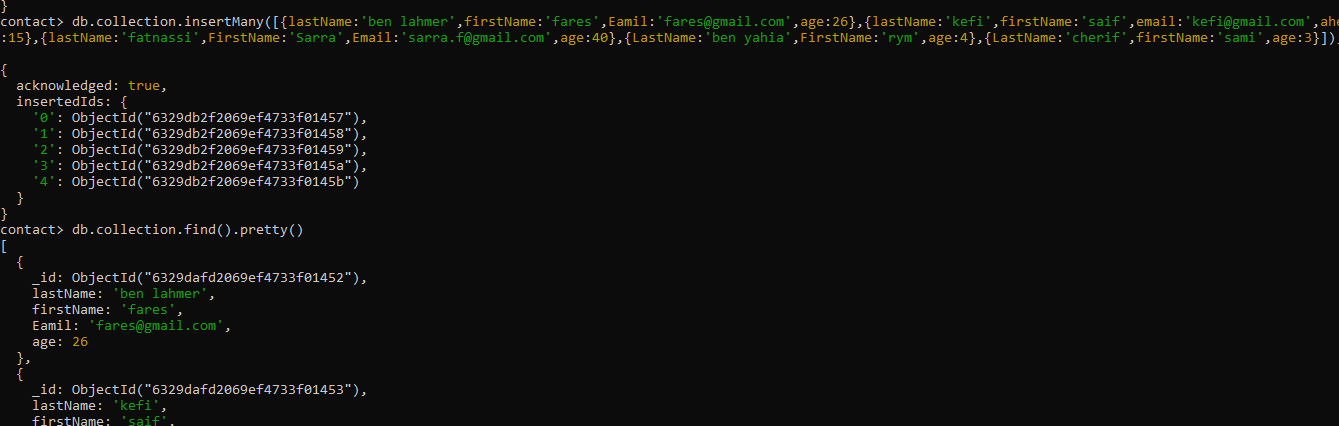 }
contact> db.collection.insertMany([{lastName:'ben lahmer',firstName:'fares',Eamil:'fares@gmail.com',age:26},{lastName:'kefi',firstName:'saif',email:'kefi@gmail.com',ahe
:15},{lastName:'fatnassi',FirstName:'Sarra',Email:'sarra.f@gmail.com',age:40},{LastName:'ben yahia',FirstName:'rym',age:4},{LastName:'cherif',firstName:'sami',age:3}])
{
  acknowledged: true,
  insertedIds: {
    '0': ObjectId("6329db2f2069ef4733f01457"),
    '1': ObjectId("6329db2f2069ef4733f01458"),
    '2': ObjectId("6329db2f2069ef4733f01459"),
    '3': ObjectId("6329db2f2069ef4733f0145a"),
    '4': ObjectId("6329db2f2069ef4733f0145b")
  }
}
contact> db.collection.find().pretty()
[
  {
    _id: ObjectId("6329dafd2069ef4733f01452"),
    lastName: 'ben lahmer',
    firstName: 'fares',
    Eamil: 'fares@gmail.com',
    age: 26
  },
  {
    _id: ObjectId("6329dafd2069ef4733f01453"),
    lastName: 'kefi',
    firstName: 'saif',